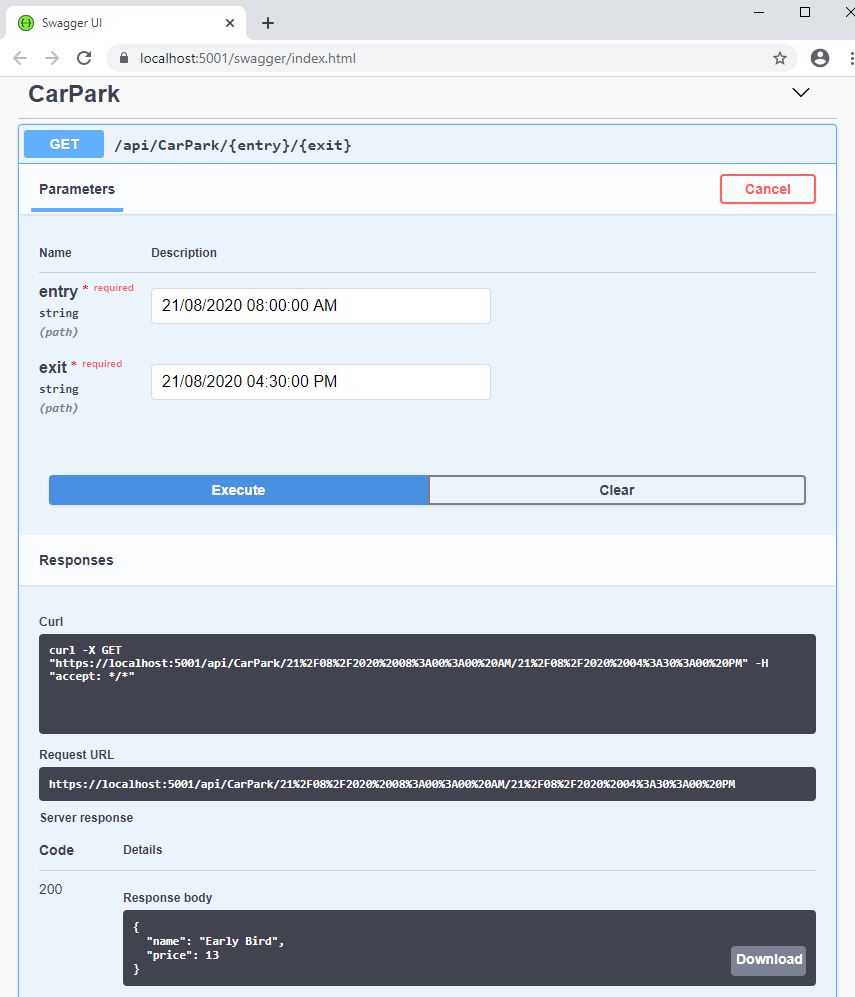 Swagger UI
localhost:5001/swagger/index.html
CarPark
GET /api/CarPark/{entry}/{exit}
Parameters
Cancel
Name Description
entry * required
string
(path)
21/08/2020 08:00:00 AM
exit * required
string
(path)
21/08/2020 04:30:00 PM
Execute Clear
Responses
Curl
curl -X GET
"https://localhost:5001/api/CarPark/21%2F08%2F2020%2008%3A00%3A00%20AM/21%2F08%2F2020%2004%3A30%3A00%20PM" -H
"accept: */*"
Request URL
https://localhost:5001/api/CarPark/21%2F08%2F2020%2008%3A00%3A00%20AM/21%2F08%2F2020%2004%3A30%3A00%20PM
Server response
Code Details
200
Response body
{
"name": "Early Bird",
"price": 13
}
Download